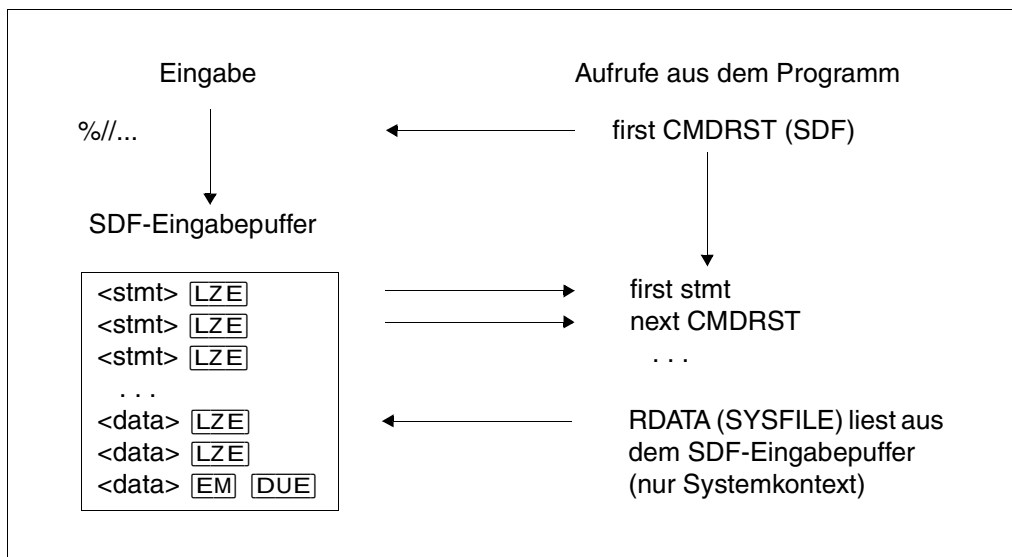 Eingabe
Aufrufe aus dem Programm
%//...
first CMDRST (SDF)
SDF-Eingabepuffer
<stmt> LZE
<stmt> LZE
<stmt> LZE
. . .
<data> LZE
<data> LZE
<data> EM DUE
first stmt
next CMDRST
. . .
RDATA (SYSFILE) liest aus
dem SDF-Eingabepuffer
(nur Systemkontext)